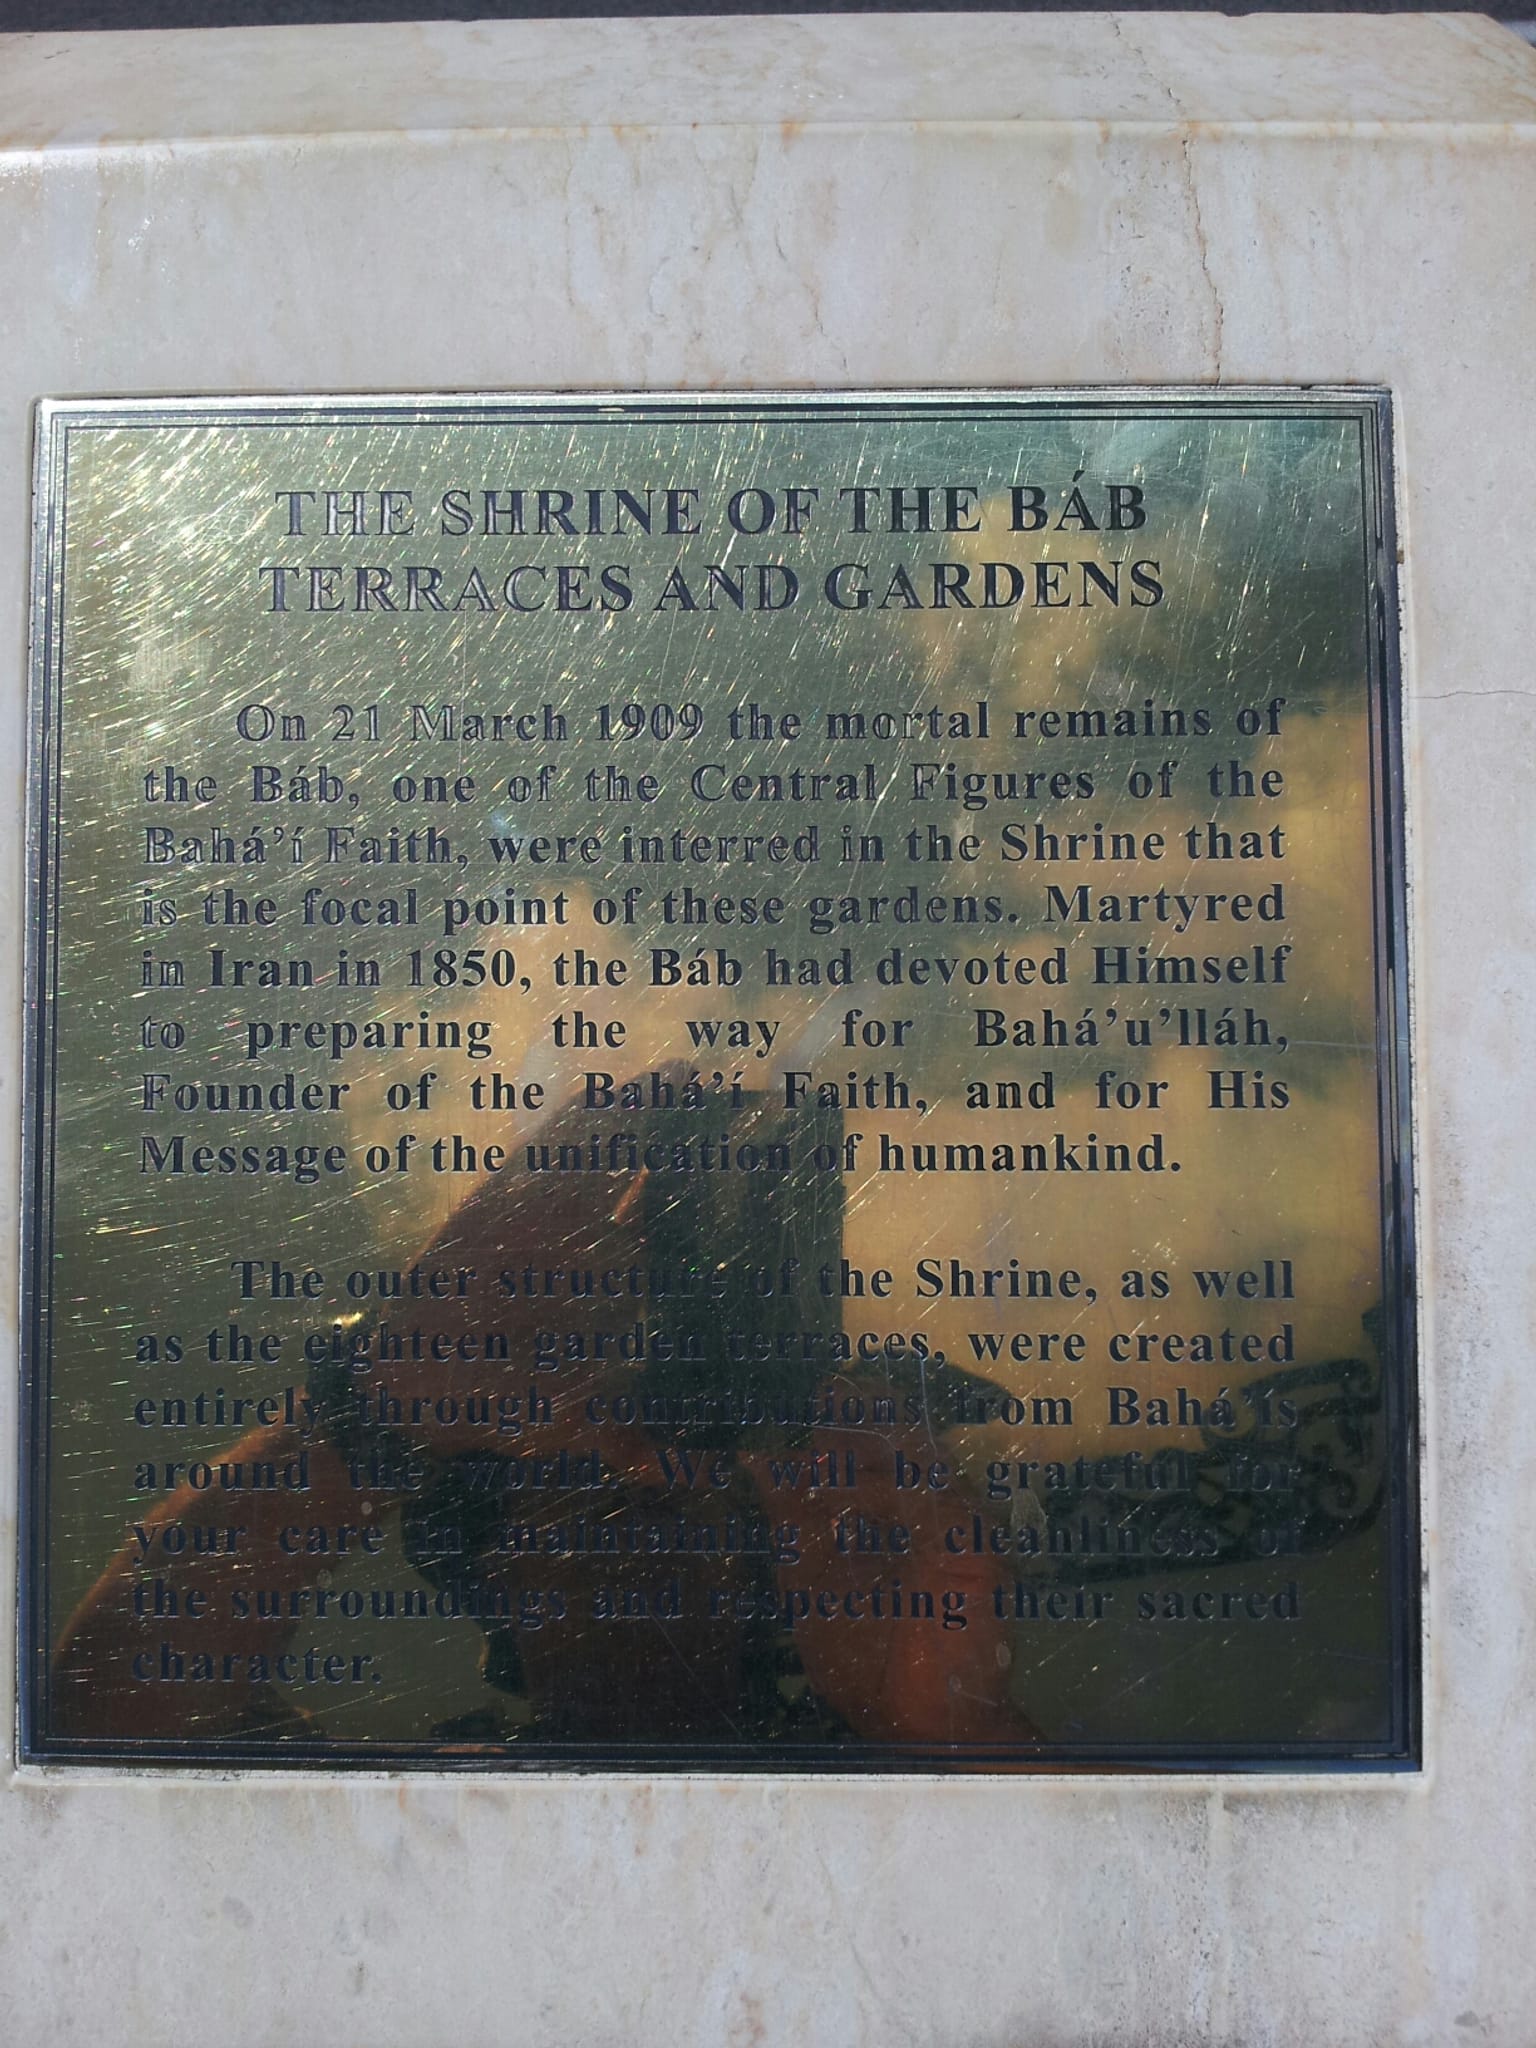 THE SHRINE OF THE BÁB
TERRACES AND GARDENS
On 21 March 1909 the mortal remains of
the Báb, one of the Central Figures of the
Bahá’í Faith, were interred in the Shrine that
is the focal point of these gardens. Martyred
in Iran in 1850, the Báb had devoted Himself
to preparing the way for Bahá’u’lláh,
Founder of the Bahá’í Faith, and for His
Message of the unification of humankind.
The outer structure of the Shrine, as well
as the eighteen garden terraces, were created
entirely through contributions from Bahá’ís
around the world. We will be grateful for
your care in maintaining the cleanliness of
the surroundings and respecting their sacred
character.